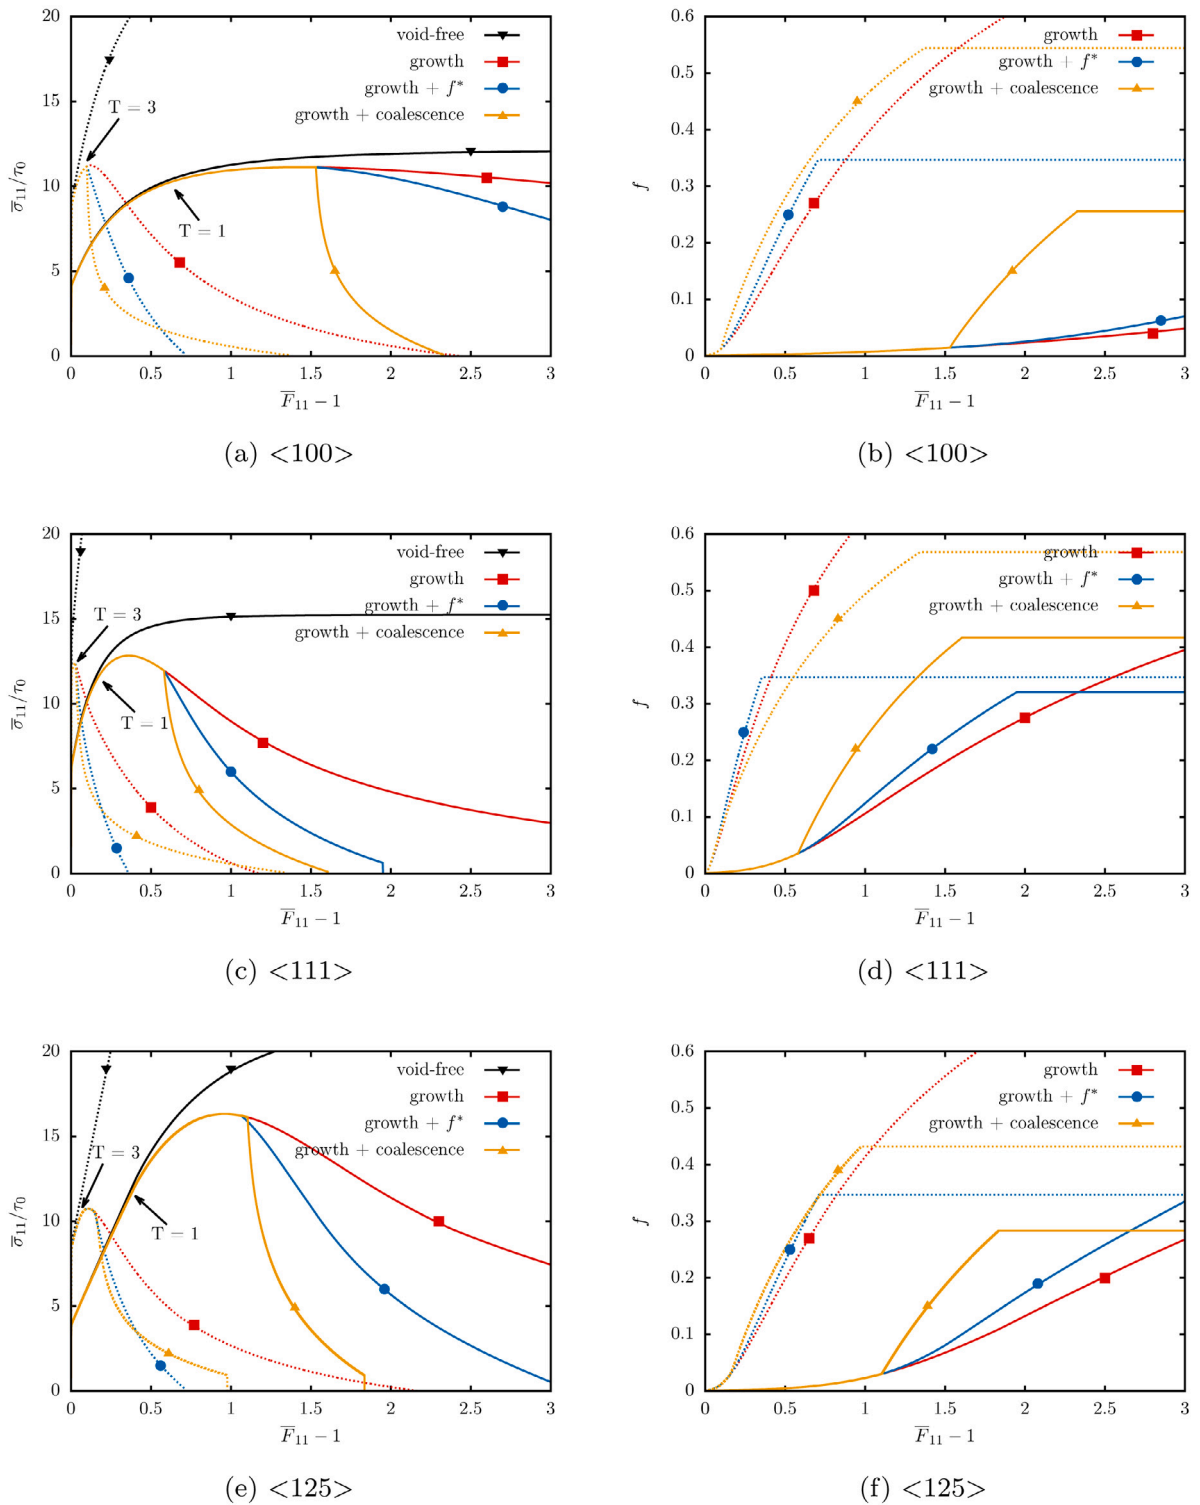 20
15
10
5
0
0 0.5 1 1.5 2 2.5 3
σ̅₁₁/τ₀
F̅₁₁ − 1
void-free
growth
growth + f*
growth + coalescence
T = 3
T = 1
(a) <100>
0.6
0.5
0.4
0.3
0.2
0.1
0
0 0.5 1 1.5 2 2.5 3
f
F̅₁₁ − 1
growth
growth + f*
growth + coalescence
(b) <100>
20
15
10
5
0
0 0.5 1 1.5 2 2.5 3
σ̅₁₁/τ₀
F̅₁₁ − 1
void-free
growth
growth + f*
growth + coalescence
T = 3
T = 1
(c) <111>
0.6
0.5
0.4
0.3
0.2
0.1
0
0 0.5 1 1.5 2 2.5 3
f
F̅₁₁ − 1
growth
growth + f*
growth + coalescence
(d) <111>
20
15
10
5
0
0 0.5 1 1.5 2 2.5 3
σ̅₁₁/τ₀
F̅₁₁ − 1
void-free
growth
growth + f*
growth + coalescence
T = 3
T = 1
(e) <125>
0.6
0.5
0.4
0.3
0.2
0.1
0
0 0.5 1 1.5 2 2.5 3
f
F̅₁₁ − 1
growth
growth + f*
growth + coalescence
(f) <125>